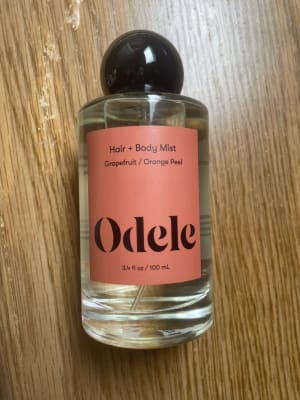 Hair + Body Mist
Grapefruit / Orange Peel
Odele
3.4 fl oz / 100 mL